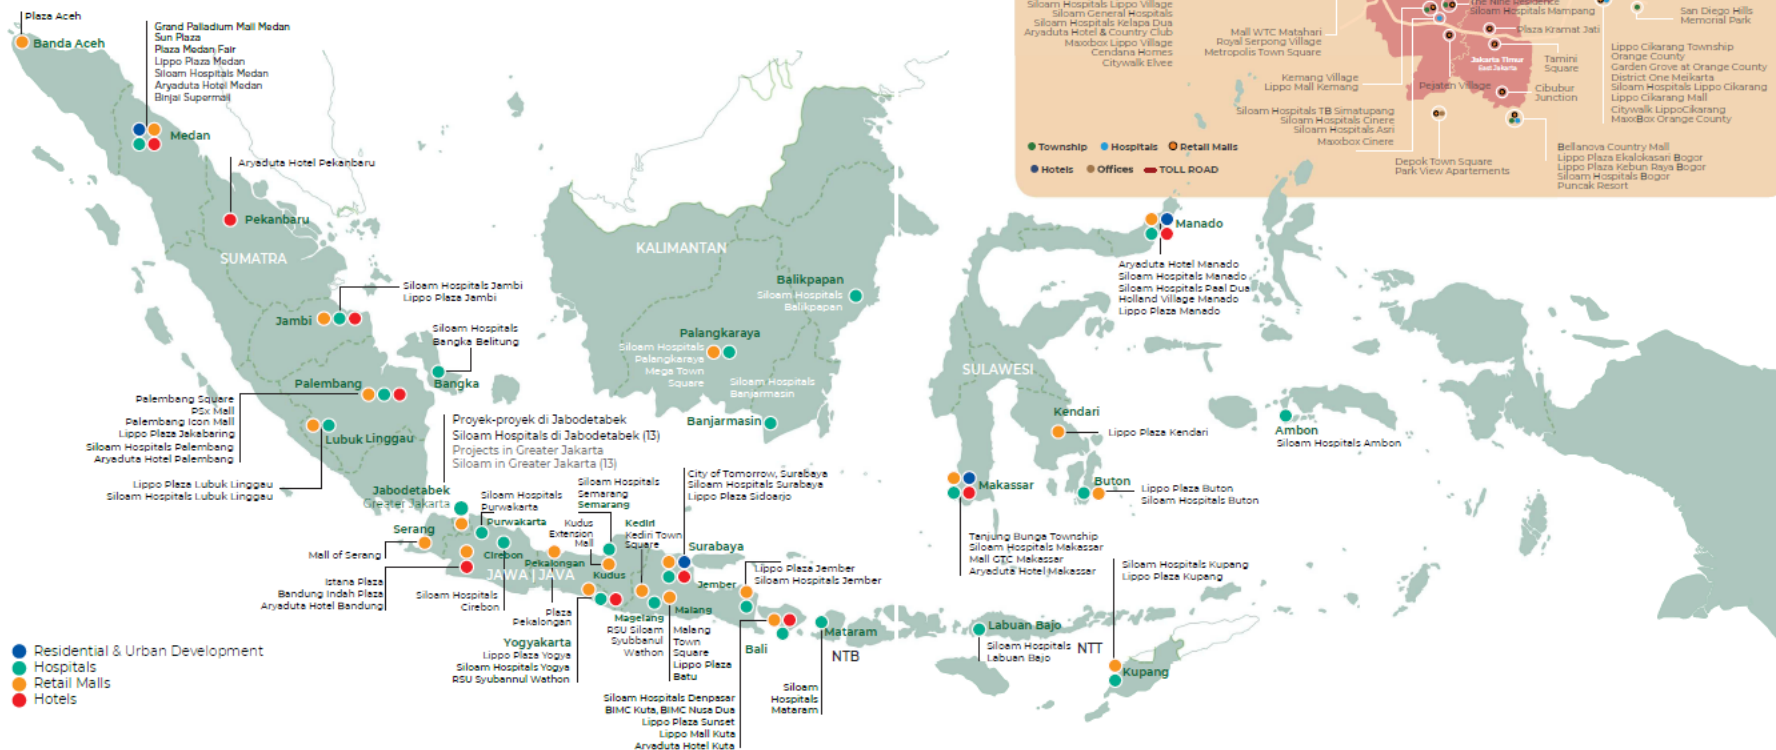 Plaza Aceh
Banda Aceh
Grand Palladium Mall Medan
Sun Plaza
Plaza Medan Fair
Lippo Plaza Medan
Siloam Hospitals Medan
Aryaduta Hotel Medan
Binjai Supermall
Medan
Aryaduta Hotel Pekanbaru
Pekanbaru
SUMATRA
Siloam Hospitals Jambi
Lippo Plaza Jambi
Jambi
Siloam Hospitals
Bangka Belitung
Bangka
Palembang
Palembang Square
PSx Mall
Palembang Icon Mall
Lippo Plaza Jakabaring
Siloam Hospitals Palembang
Aryaduta Hotel Palembang
Lubuk Linggau
Lippo Plaza Lubuk Linggau
Siloam Hospitals Lubuk Linggau
Proyek-proyek di Jabodetabek
Siloam Hospitals di Jabodetabek (13)
Projects in Greater Jakarta
Siloam in Greater Jakarta (13)
Jabodetabek
Greater Jakarta
Serang
Mall of Serang
Istana Plaza
Bandung Indah Plaza
Aryaduta Hotel Bandung
Siloam Hospitals
Purwakarta
Purwakarta
Cirebon
Siloam Hospitals
Cirebon
JAWA | JAVA
Pekalongan
Plaza
Pekalongan
Kudus
Extension
Mall
Kudus
Siloam Hospitals
Semarang
Semarang
Kediri
Kediri Town
Square
City of Tomorrow, Surabaya
Siloam Hospitals Surabaya
Lippo Plaza Sidoarjo
Surabaya
Yogyakarta
Lippo Plaza Yogya
Siloam Hospitals Yogya
RSU Syubannul Wathon
Magelang
RSU Siloam
Syubbanul
Wathon
Malang
Malang
Town
Square
Lippo Plaza
Batu
Jember
Lippo Plaza Jember
Siloam Hospitals Jember
Bali
Siloam Hospitals Denpasar
BIMC Kuta, BIMC Nusa Dua
Lippo Plaza Sunset
Lippo Mall Kuta
Aryaduta Hotel Kuta
Mataram
NTB
Siloam
Hospitals
Mataram
KALIMANTAN
Balikpapan
Siloam Hospitals
Balikpapan
Palangkaraya
Siloam Hospitals
Palangkaraya
Mega Town
Square
Siloam Hospitals
Banjarmasin
Banjarmasin
SULAWESI
Manado
Aryaduta Hotel Manado
Siloam Hospitals Manado
Siloam Hospitals Paal Dua
Holland Village Manado
Lippo Plaza Manado
Kendari
Lippo Plaza Kendari
Makassar
Tanjung Bunga Township
Siloam Hospitals Makassar
Mall GTC Makassar
Aryaduta Hotel Makassar
Buton
Lippo Plaza Buton
Siloam Hospitals Buton
Ambon
Siloam Hospitals Ambon
Labuan Bajo
Siloam Hospitals
Labuan Bajo
NTT
Siloam Hospitals Kupang
Lippo Plaza Kupang
Kupang
Residential & Urban Development
Hospitals
Retail Malls
Hotels
Siloam Hospitals Lippo Village
Siloam General Hospitals
Siloam Hospitals Kelapa Dua
Aryaduta Hotel & Country Club
Maxxbox Lippo Village
Cendana Homes
Citywalk Elvee
Mall WTC Matahari
Royal Serpong Village
Metropolis Town Square
Kemang Village
Lippo Mall Kemang
Siloam Hospitals TB Simatupang
Siloam Hospitals Cinere
Siloam Hospitals Asri
Maxxbox Cinere
The Nine Residence
Siloam Hospitals Mampang
Plaza Kramat Jati
Jakarta Timur
East Jakarta
Tamini
Square
Pejaten Village
Cibubur
Junction
San Diego Hills
Memorial Park
Lippo Cikarang Township
Orange County
Garden Grove at Orange County
District One Meikarta
Siloam Hospitals Lippo Cikarang
Lippo Cikarang Mall
Citywalk LippoCikarang
MaxxBox Orange County
Depok Town Square
Park View Apartements
Bellanova Country Mall
Lippo Plaza Ekalokasari Bogor
Lippo Plaza Kebun Raya Bogor
Siloam Hospitals Bogor
Puncak Resort
Township
Hospitals
Retail Malls
Hotels
Offices
TOLL ROAD